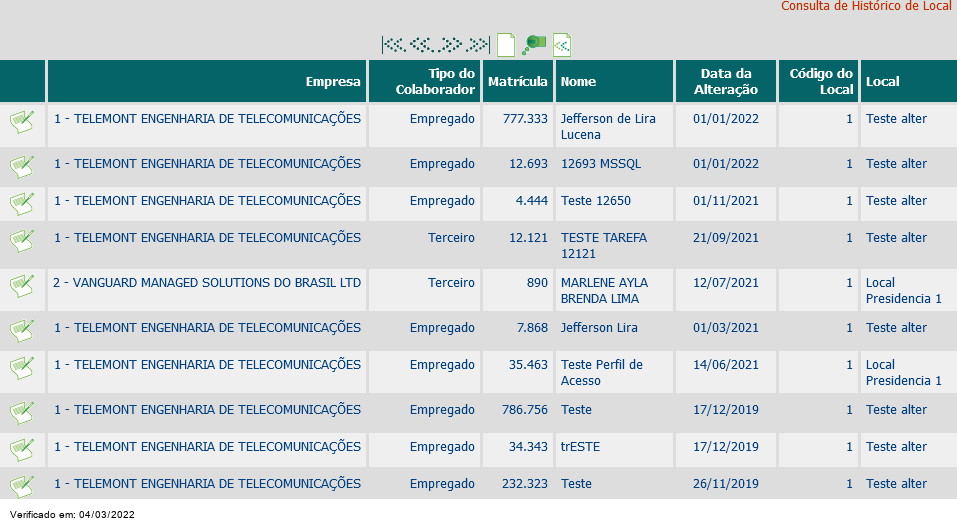 Consulta de Histórico de Local
Empresa Tipo do Colaborador Matrícula Nome Data da Alteração Código do Local Local
1 - TELEMONT ENGENHARIA DE TELECOMUNICAÇÕES Empregado 777.333 Jefferson de Lira Lucena 01/01/2022 1 Teste alter
1 - TELEMONT ENGENHARIA DE TELECOMUNICAÇÕES Empregado 12.693 12693 MSSQL 01/01/2022 1 Teste alter
1 - TELEMONT ENGENHARIA DE TELECOMUNICAÇÕES Empregado 4.444 Teste 12650 01/11/2021 1 Teste alter
1 - TELEMONT ENGENHARIA DE TELECOMUNICAÇÕES Terceiro 12.121 TESTE TAREFA 12121 21/09/2021 1 Teste alter
2 - VANGUARD MANAGED SOLUTIONS DO BRASIL LTD Terceiro 890 MARLENE AYLA BRENDA LIMA 12/07/2021 1 Local Presidencia 1
1 - TELEMONT ENGENHARIA DE TELECOMUNICAÇÕES Empregado 7.868 Jefferson Lira 01/03/2021 1 Teste alter
1 - TELEMONT ENGENHARIA DE TELECOMUNICAÇÕES Empregado 35.463 Teste Perfil de Acesso 14/06/2021 1 Local Presidencia 1
1 - TELEMONT ENGENHARIA DE TELECOMUNICAÇÕES Empregado 786.756 Teste 17/12/2019 1 Teste alter
1 - TELEMONT ENGENHARIA DE TELECOMUNICAÇÕES Empregado 34.343 trESTE 17/12/2019 1 Teste alter
1 - TELEMONT ENGENHARIA DE TELECOMUNICAÇÕES Empregado 232.323 Teste 26/11/2019 1 Teste alter
Verificado em: 04/03/2022